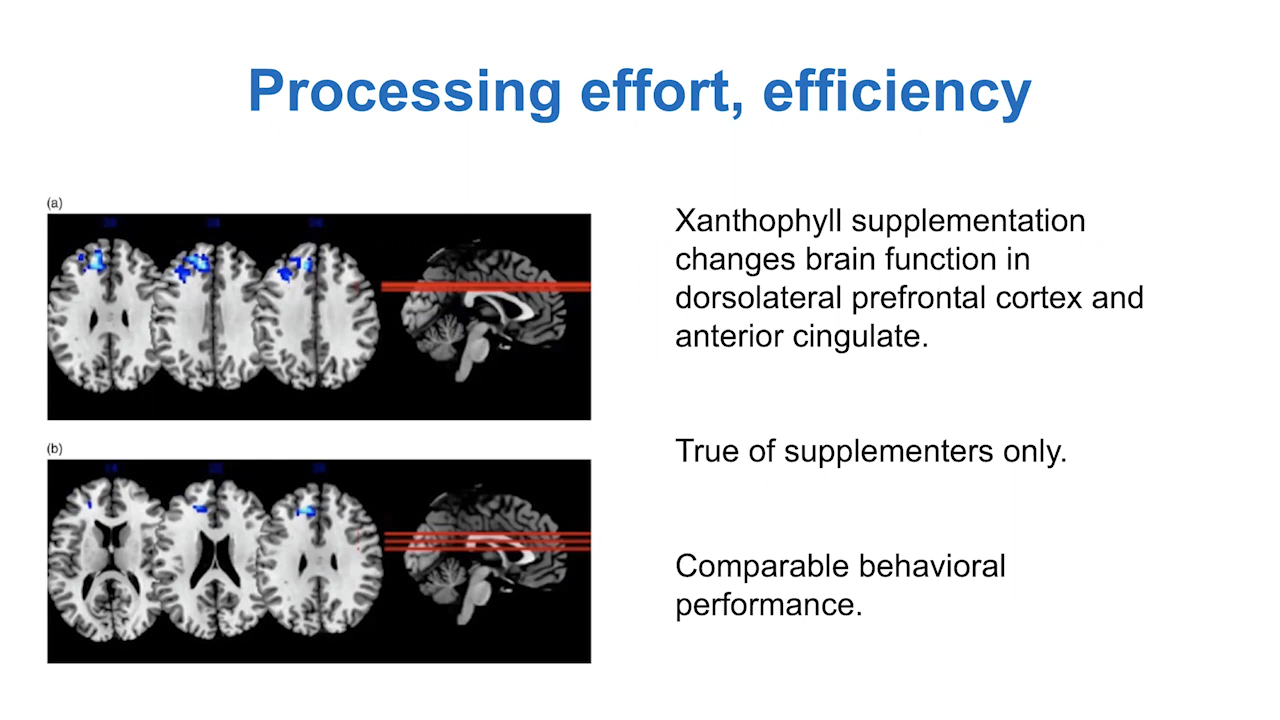 Processing effort, efficiency
(a)
Xanthophyll supplementation
changes brain function in
dorsolateral prefrontal cortex and
anterior cingulate.
(b)
True of supplementers only.
Comparable behavioral
performance.